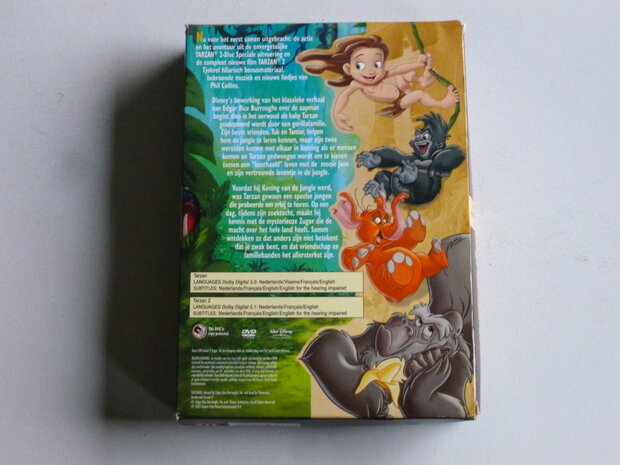 Nu voor het eerst samen uitgebracht: de actie
en het avontuur uit de onvergetelijke
TARZAN® 2-Disc Speciale uitvoering en
de compleet nieuwe film TARZAN® 2
Tjokvol hilarisch bonusmateriaal,
bekroonde muziek en nieuwe liedjes van
Phil Collins.
Disney's bewerking van het klassieke verhaal
van Edgar Rice Burroughs over de aapman
begint diep in het oerwoud als baby Tarzan
geadopteerd wordt door een gorillafamilie.
Zijn beste vrienden, Tuk en Tantor, helpen
hem de jungle te leren kennen, maar zijn twee
werelden komen met elkaar in botsing als er mensen
komen en Tarzan gedwongen wordt om te kiezen
tussen een "beschaafd" leven met de mooie Jane
en zijn vertrouwde leventje in de jungle.
Voordat hij Koning van de Jungle werd,
was Tarzan gewoon een speelse jongen
die probeerde om erbij te horen. Op een
dag, tijdens zijn zoektocht, maakt hij
kennis met de mysterieuze Zugor die de
macht over het hele land heeft. Samen
ontdekken ze dat anders zijn niet betekent
dat je zwak bent, en dat vriendschap en
familiebanden het allersterkst zijn.
Tarzan
LANGUAGES Dolby Digital 5.0: Nederlands/Vlaams/Français/English
SUBTITLES: Nederlands/Français/English/English for the hearing impaired
Tarzan 2
LANGUAGES Dolby Digital 5.1: Nederlands/Français/English
SUBTITLES: Nederlands/Français/English/English for the hearing impaired
This DVD is
copy protected.
DVD
WALT DISNEY